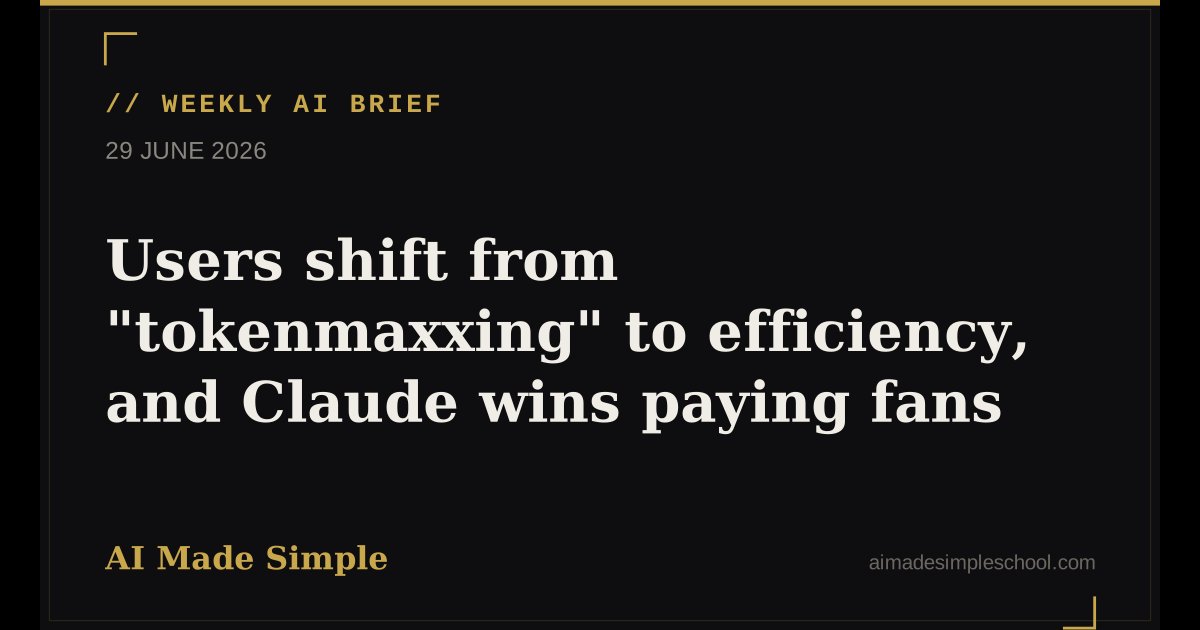 // WEEKLY AI BRIEF
29 JUNE 2026
Users shift from
"tokenmaxxing" to efficiency,
and Claude wins paying fans
AI Made Simple
aimadesimpleschool.com